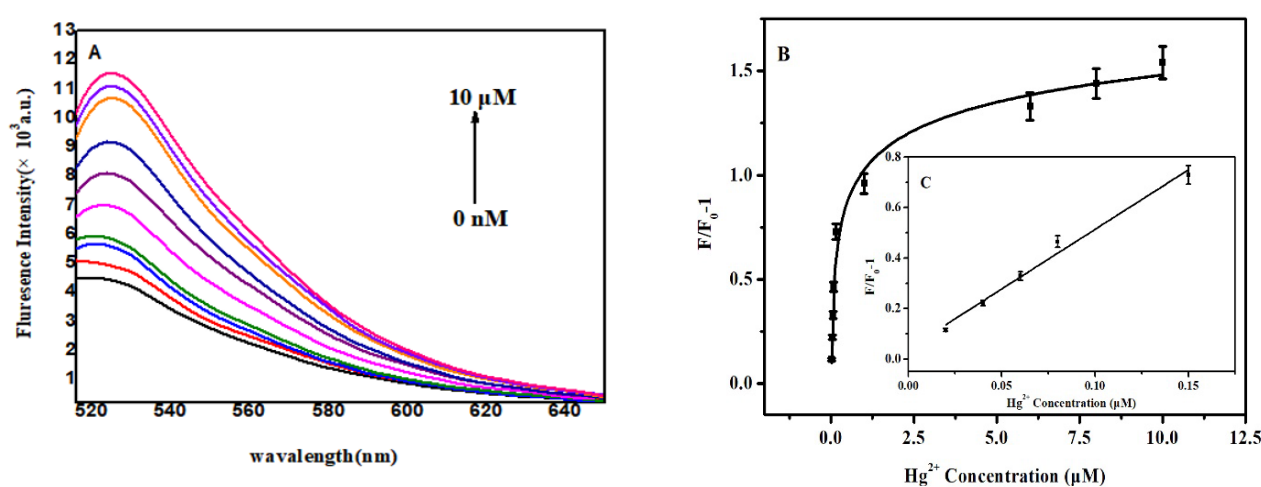 A
13
12
11
10
9
8
7
6
5
4
3
2
1
Fluresence Intensity(× 10³a.u.)
10 µM
0 nM
520 540 560 580 600 620 640
wavalength(nm)
B
1.5
1.0
0.5
0.0
F/F₀-1
0.0 2.5 5.0 7.5 10.0 12.5
Hg²⁺ Concentration (µM)
C
0.8
0.6
0.4
0.2
0.0
F/F₀-1
0.00 0.05 0.10 0.15
Hg²⁺ Concentration (µM)